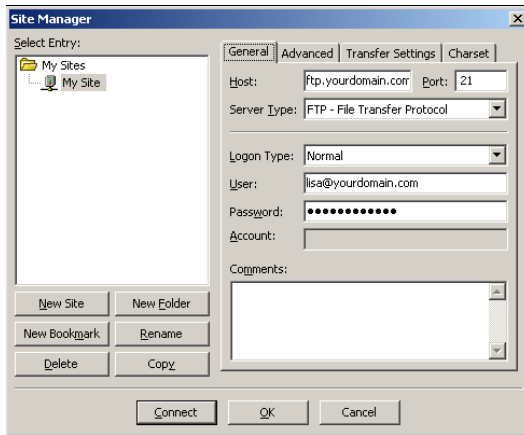 Site Manager
Select Entry:
My Sites
My Site
New Site
New Folder
New Bookmark
Rename
Delete
Copy
General
Advanced
Transfer Settings
Charset
Host:
ftp.yourdomain.com
Port:
21
Server Type:
FTP - File Transfer Protocol
Logon Type:
Normal
User:
lisa@yourdomain.com
Password:
••••••••••••
Account:
Comments:
Connect
OK
Cancel